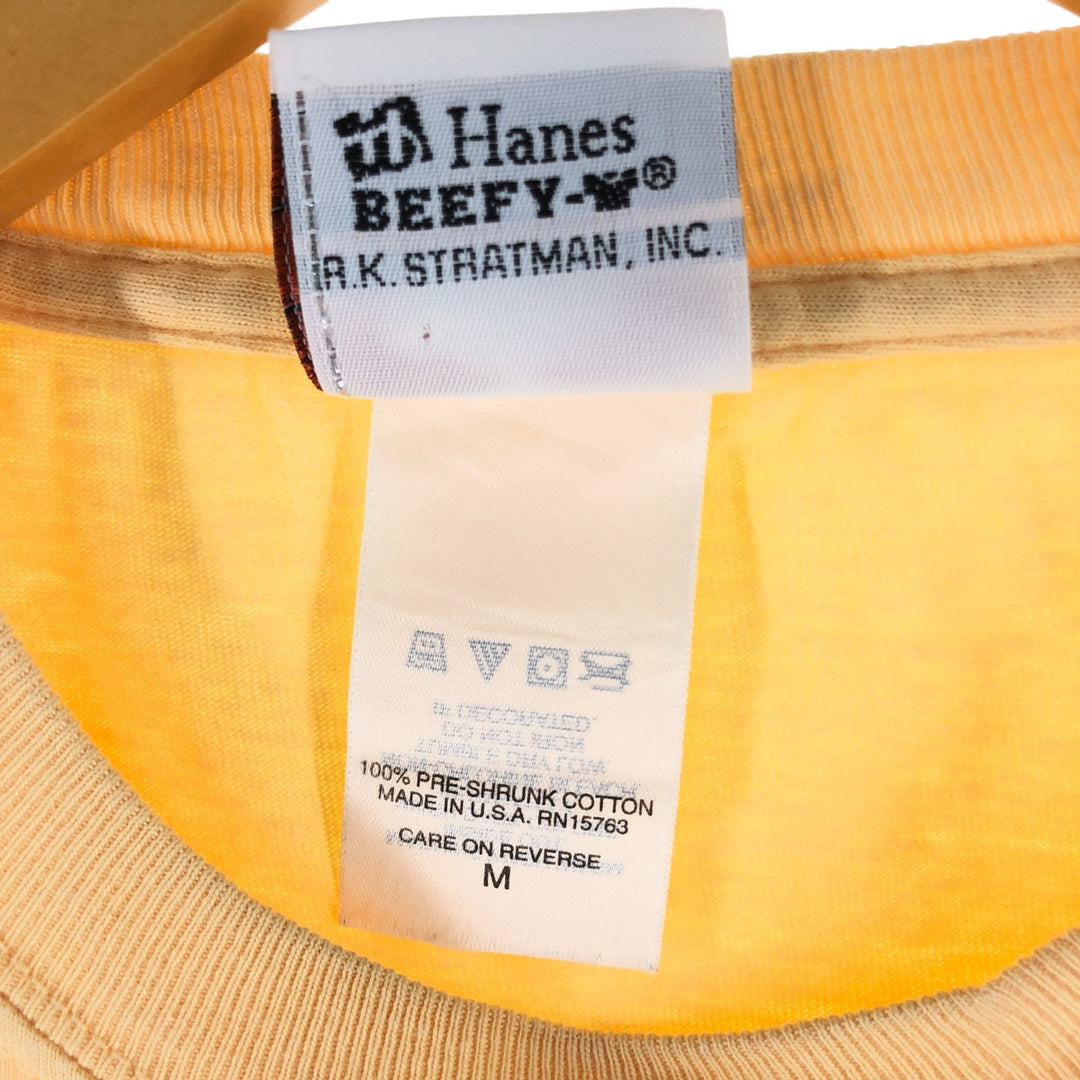 Hanes
BEEFY-T®
R.K. STRATMAN, INC.
100% PRE-SHRUNK COTTON
MADE IN U.S.A. RN15763
CARE ON REVERSE
M